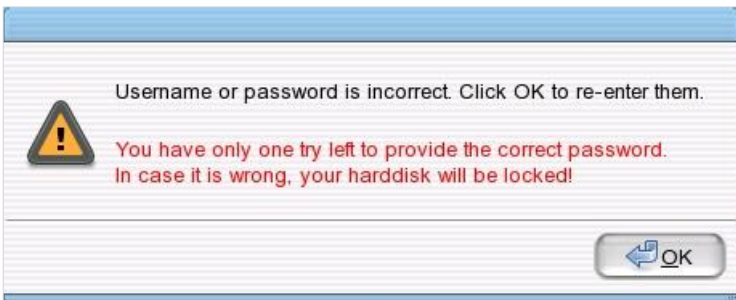 Username or password is incorrect. Click OK to re-enter them.
You have only one try left to provide the correct password.
In case it is wrong, your harddisk will be locked!
OK